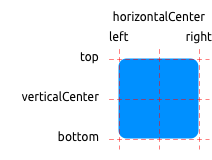 horizontalCenter
left right
top
verticalCenter
bottom